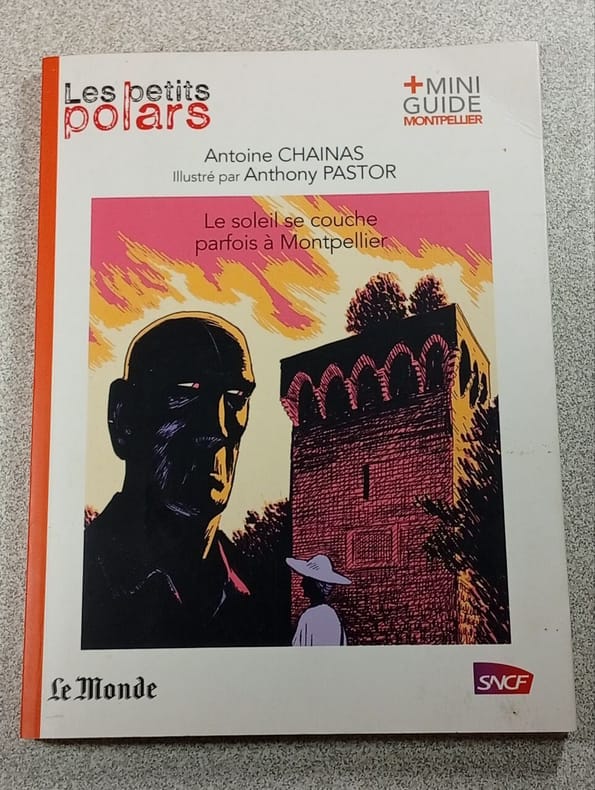 Les petits
polars
+MINI
GUIDE
MONTPELLIER
Antoine CHAINAS
Illustré par Anthony PASTOR
Le soleil se couche
parfois à Montpellier
Le Monde
SNCF